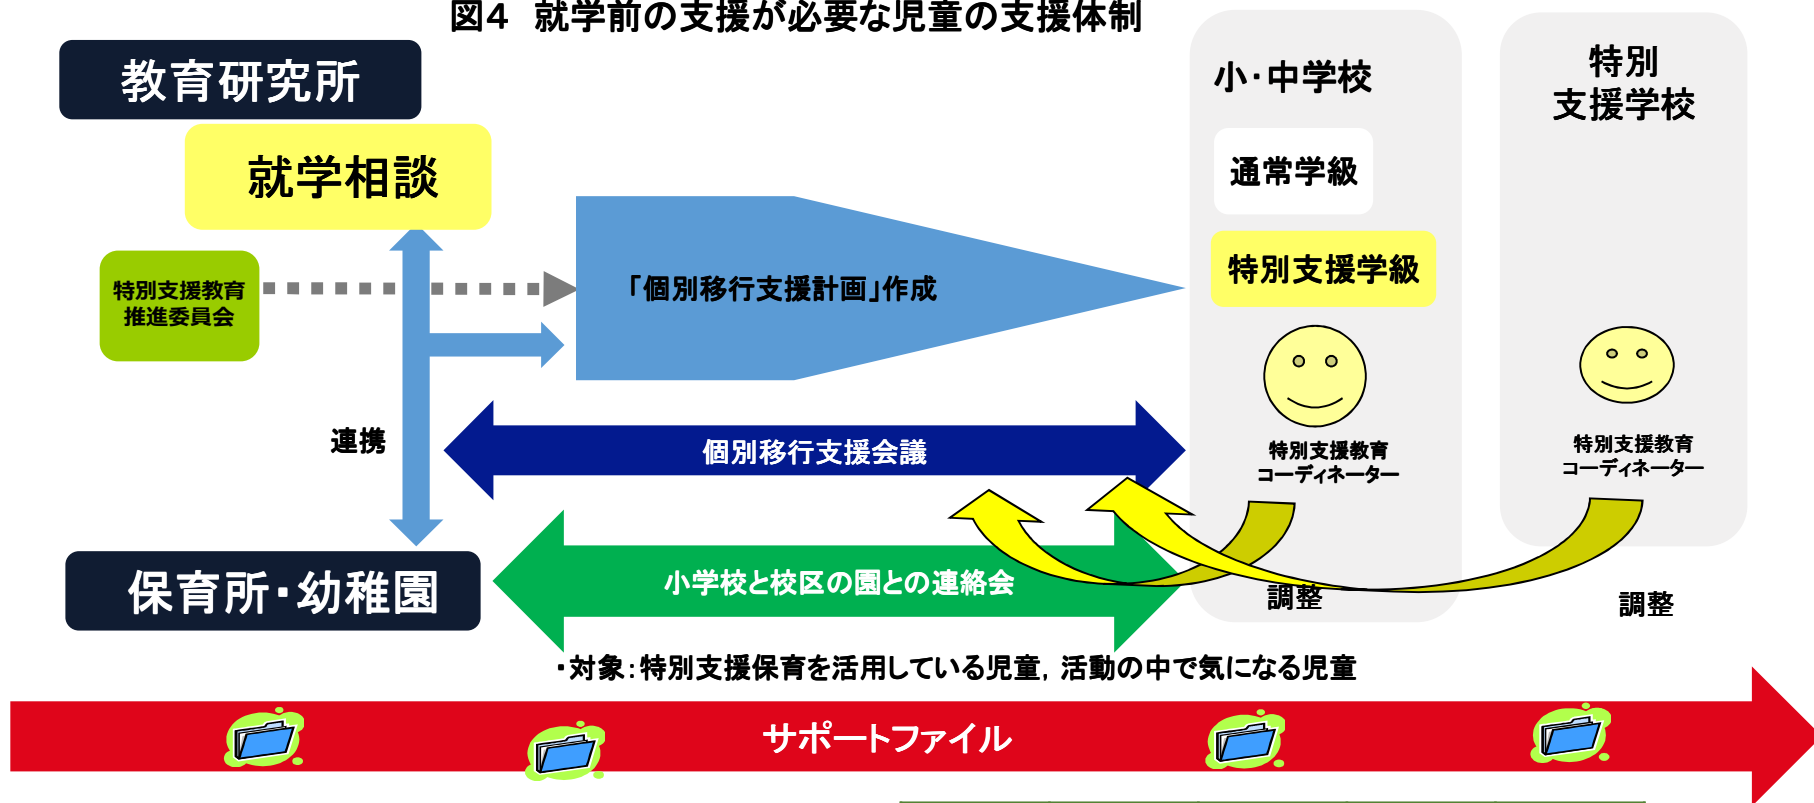 図4 就学前の支援が必要な児童の支援体制
教育研究所
就学相談
特別支援教育
推進委員会
「個別移行支援計画」作成
連携
個別移行支援会議
小・中学校
通常学級
特別支援学級
特別支援教育
コーディネーター
特別
支援学校
特別支援教育
コーディネーター
保育所・幼稚園
小学校と校区の園との連絡会
調整
調整
・対象：特別支援保育を活用している児童，活動の中で気になる児童
サポートファイル